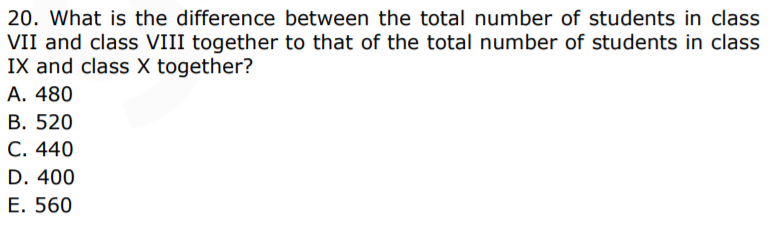 20. What is the difference between the total number of students in class
VII and class VIII together to that of the total number of students in class
IX and class X together?
A. 480
B. 520
C. 440
D. 400
E. 560